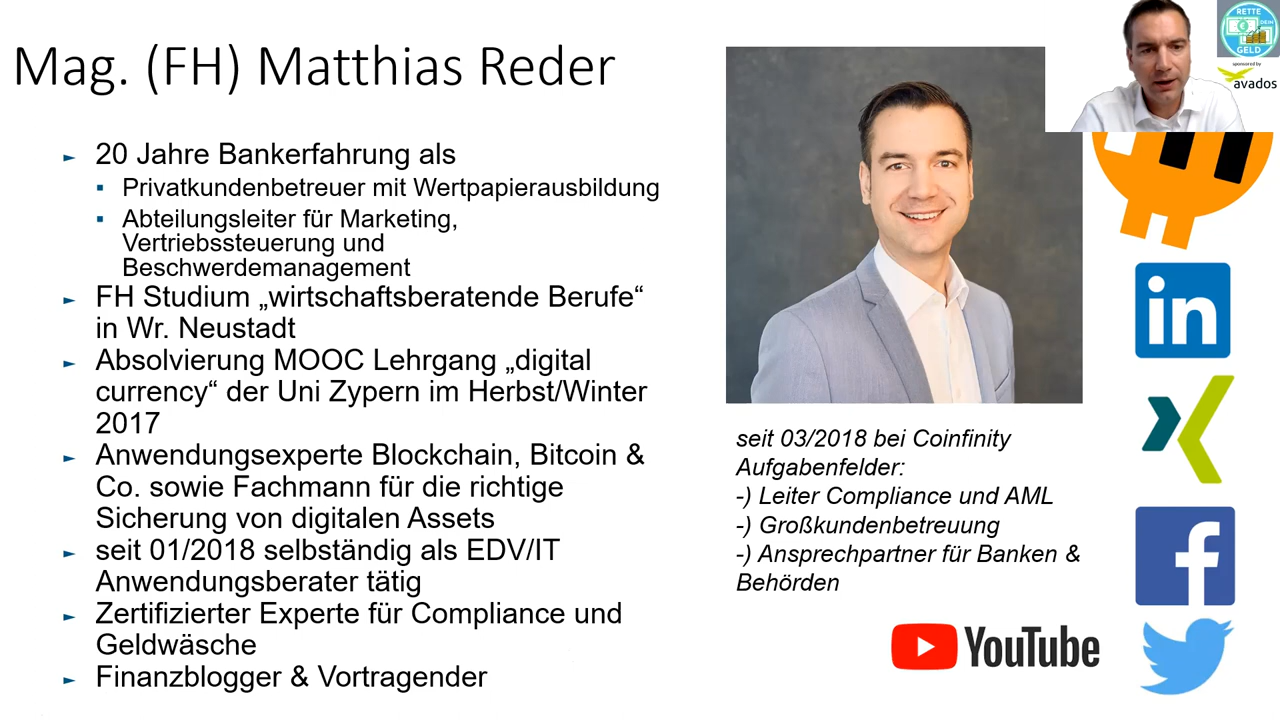 Mag. (FH) Matthias Reder
20 Jahre Bankerfahrung als
Privatkundenbetreuer mit Wertpapierausbildung
Abteilungsleiter für Marketing,
Vertriebssteuerung und
Beschwerdemanagement
FH Studium „wirtschaftsberatende Berufe“
in Wr. Neustadt
Absolvierung MOOC Lehrgang „digital
currency“ der Uni Zypern im Herbst/Winter
2017
Anwendungsexperte Blockchain, Bitcoin &
Co. sowie Fachmann für die richtige
Sicherung von digitalen Assets
seit 01/2018 selbständig als EDV/IT
Anwendungsberater tätig
Zertifizierter Experte für Compliance und
Geldwäsche
Finanzblogger & Vortragender
seit 03/2018 bei Coinfinity
Aufgabenfelder:
-) Leiter Compliance und AML
-) Großkundenbetreuung
-) Ansprechpartner für Banken &
Behörden
YouTube
RETTE
DEIN
GELD
sponsored by
avados
in
f